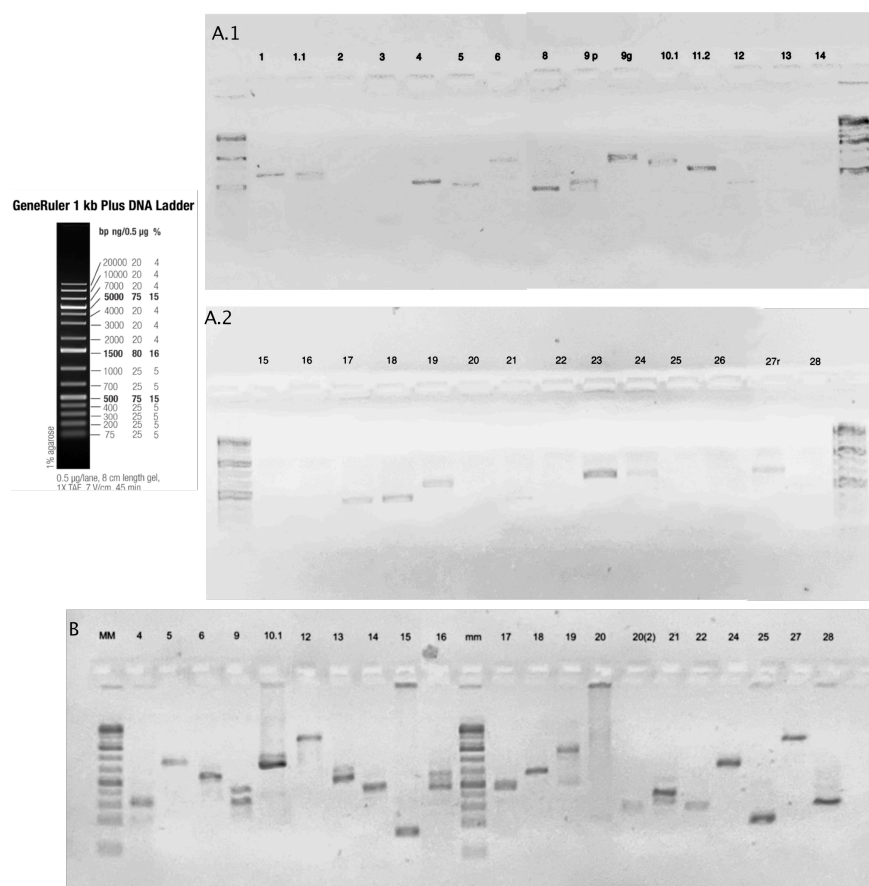 A.1
1 1.1 2 3 4 5 6 8 9 p 9g 10.1 11.2 12 13 14
GeneRuler 1 kb Plus DNA Ladder
bp ng/0.5 µg %
20000 20 4
10000 20 4
7000 20 4
5000 75 15
4000 20 4
3000 20 4
2000 20 4
1500 80 16
1000 25 5
700 25 5
500 75 15
400 25 5
300 25 5
200 25 5
75 25 5
1% agarose
0.5 µg/lane, 8 cm length gel,
1X TAE, 7 V/cm, 45 min
A.2
15 16 17 18 19 20 21 22 23 24 25 26 27r 28
B
MM 4 5 6 9 10.1 12 13 14 15 16 mm 17 18 19 20 20(2) 21 22 24 25 27 28